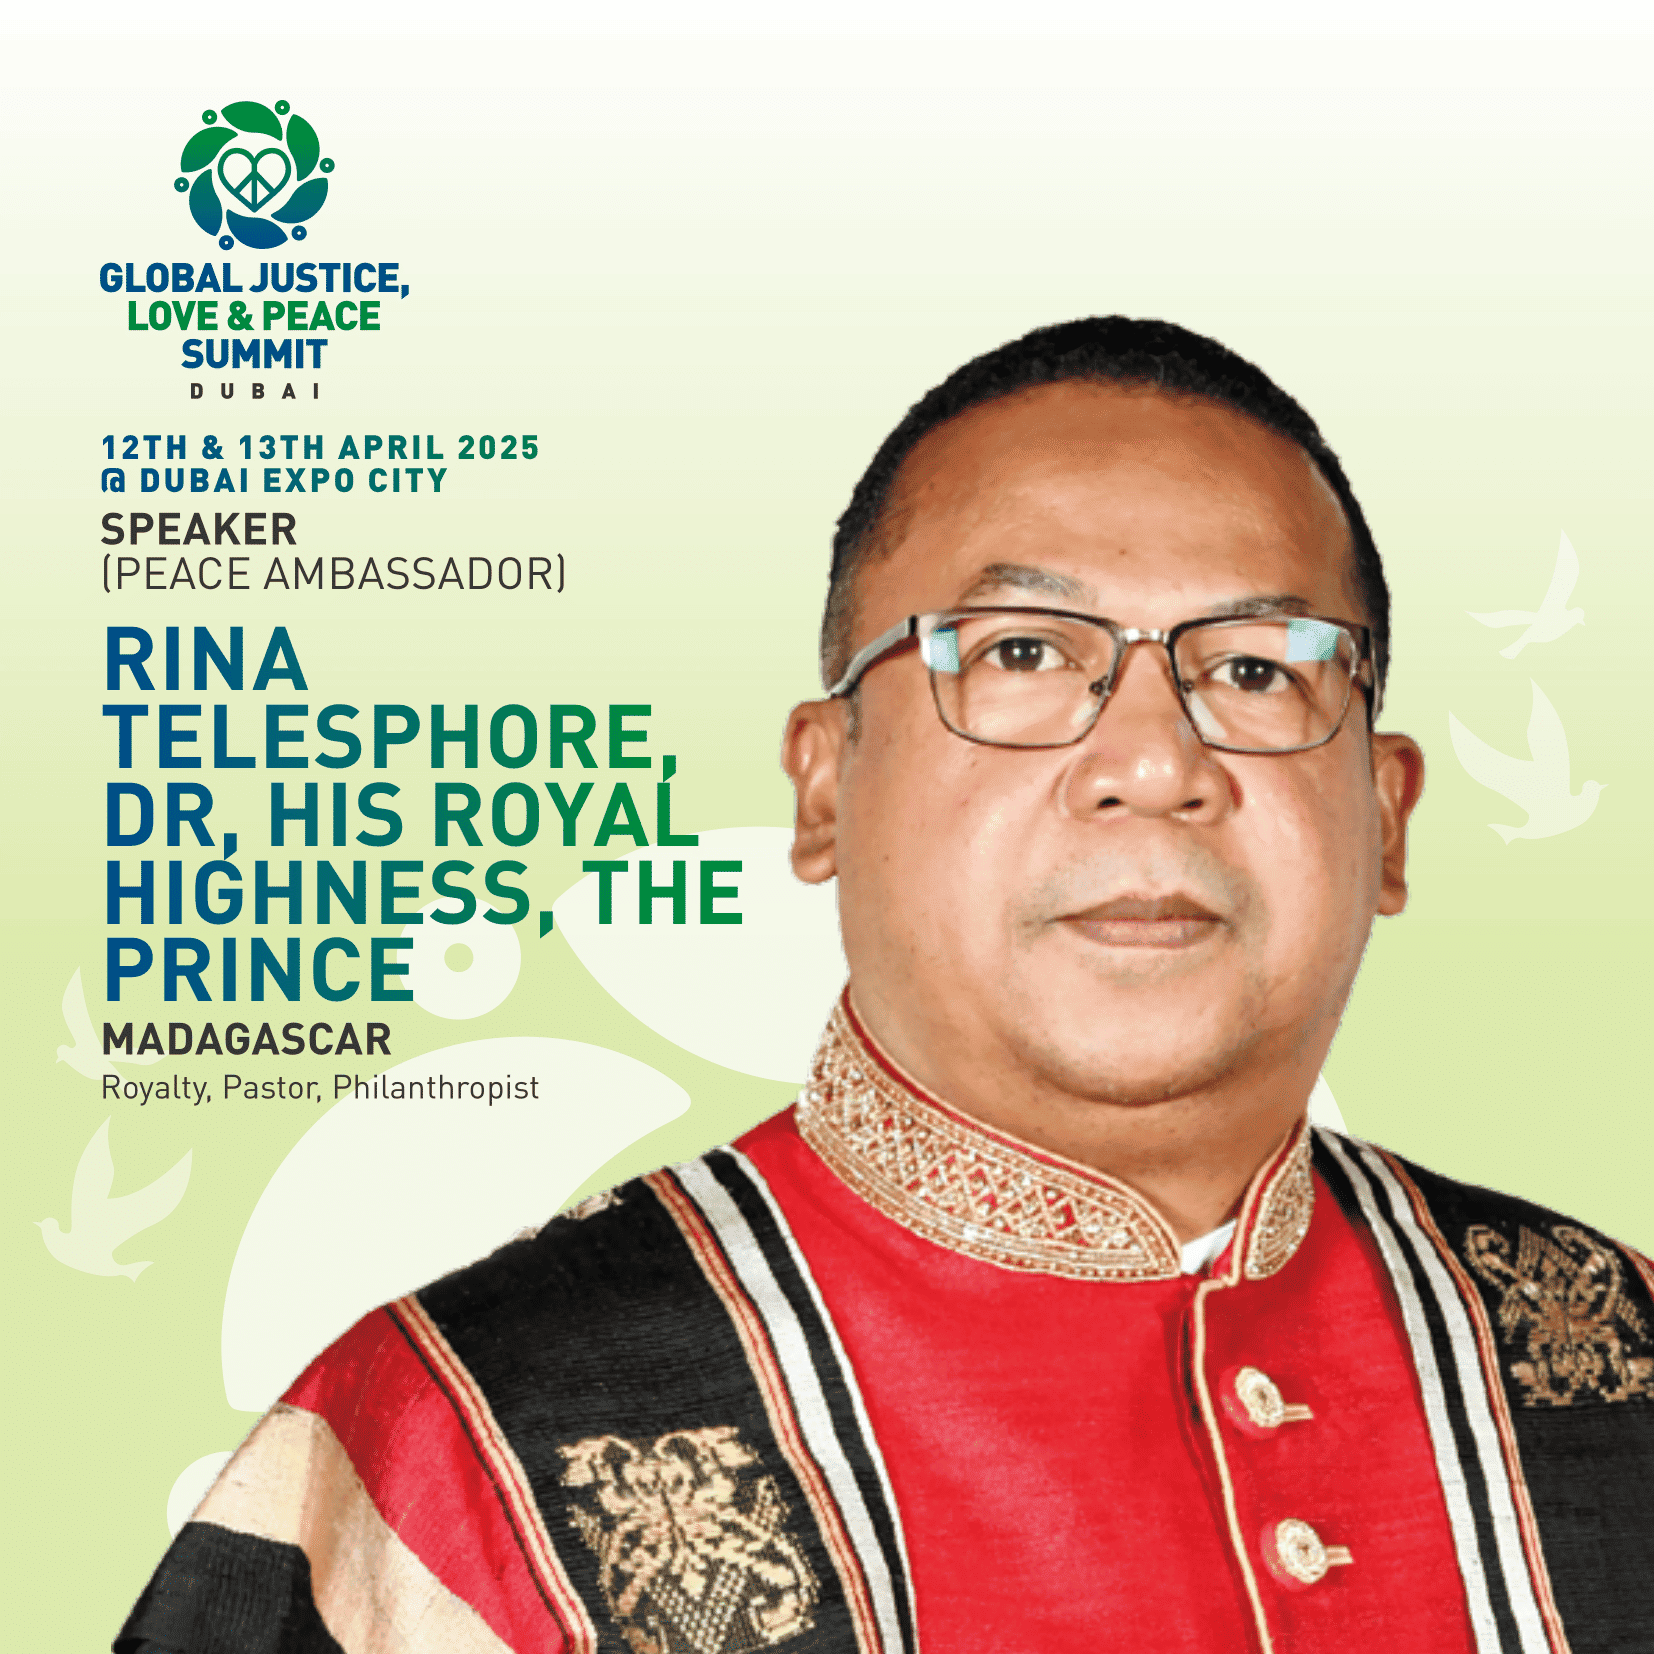 GLOBAL JUSTICE,
LOVE & PEACE
SUMMIT
DUBAI
12TH & 13TH APRIL 2025
@ DUBAI EXPO CITY
SPEAKER
(PEACE AMBASSADOR)
RINA
TELESPHORE,
DR, HIS ROYAL
HIGHNESS, THE
PRINCE
MADAGASCAR
Royalty, Pastor, Philanthropist